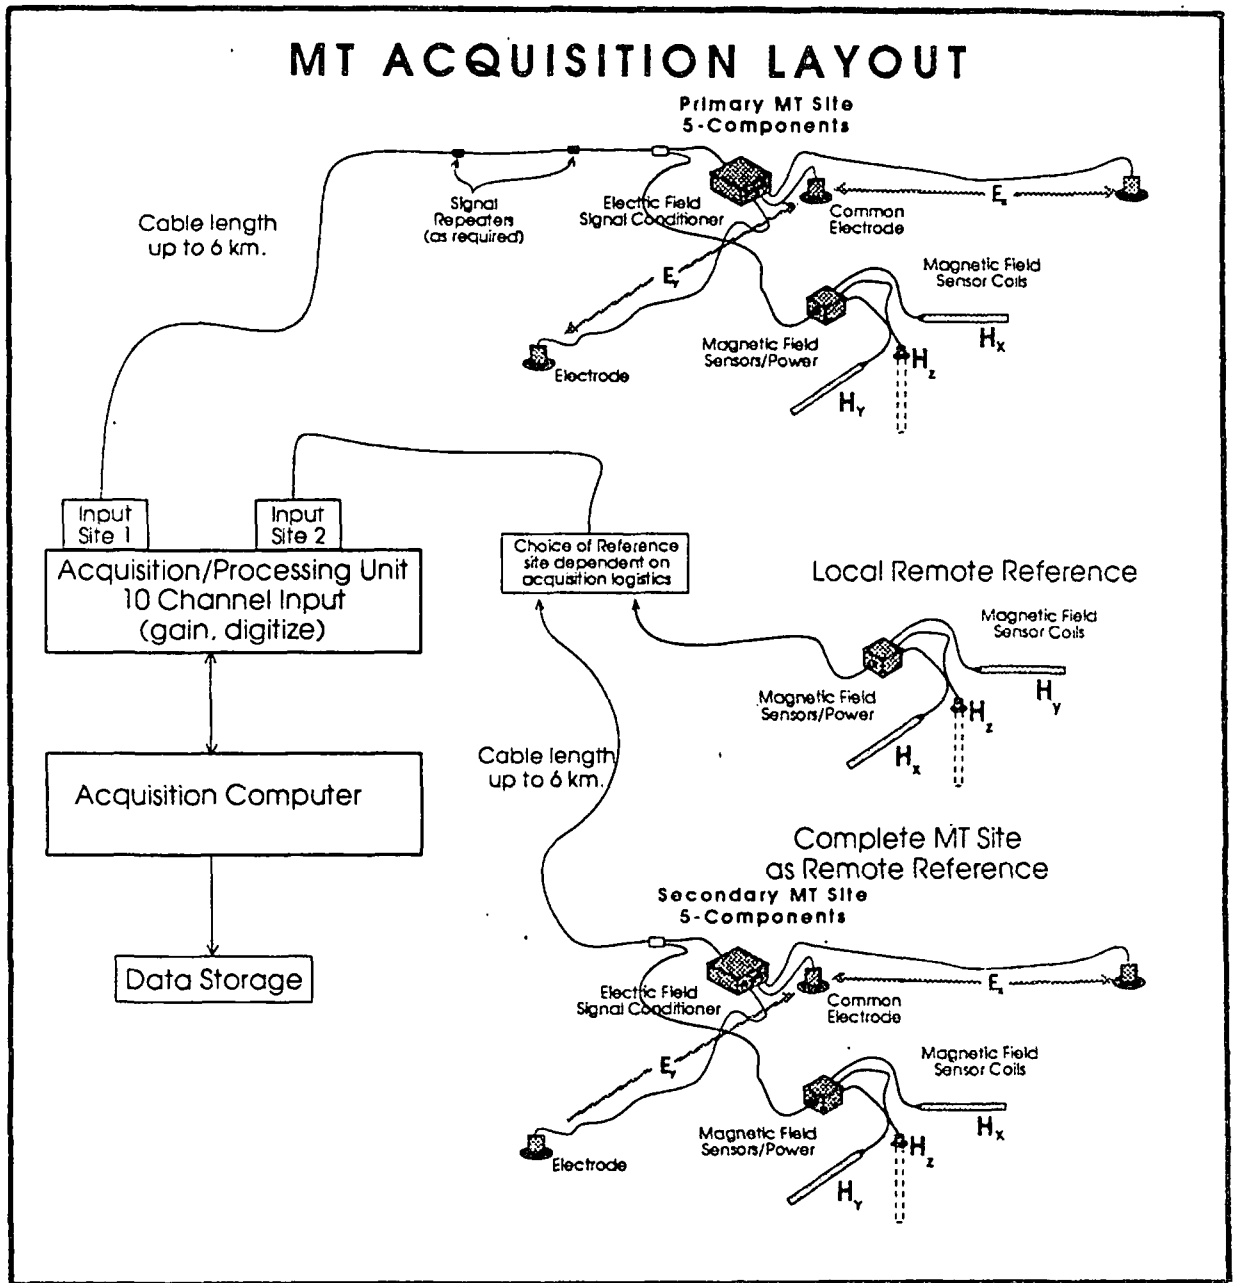 MT ACQUISITION LAYOUT
Primary MT Site
5-Components
Cable length
up to 6 km.
Signal
Repeaters
(as required)
Electric Field
Signal Conditioner
Common
Electrode
Ex
Ey
Magnetic Field
Sensor Coils
Magnetic Field
Sensors/Power
Hx
Hz
HY
Electrode
Input
Site 1
Input
Site 2
Acquisition/Processing Unit
10 Channel Input
(gain, digitize)
Choice of Reference
site dependent on
acquisition logistics
Local Remote Reference
Magnetic Field
Sensor Coils
Magnetic Field
Sensors/Power
Hy
Hz
Hx
Cable length
up to 6 km.
Acquisition Computer
Data Storage
Complete MT Site
as Remote Reference
Secondary MT Site
5-Components
Electric Field
Signal Conditioner
Common
Electrode
Ex
Ey
Magnetic Field
Sensor Coils
Magnetic Field
Sensors/Power
Hx
Hz
HY
Electrode